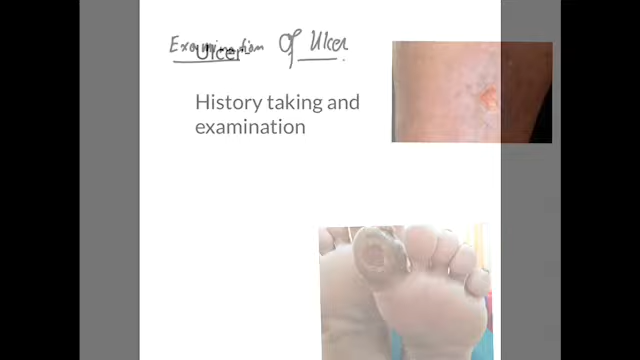 Examination Of Ulcer
Ulcer-
History taking and
examination